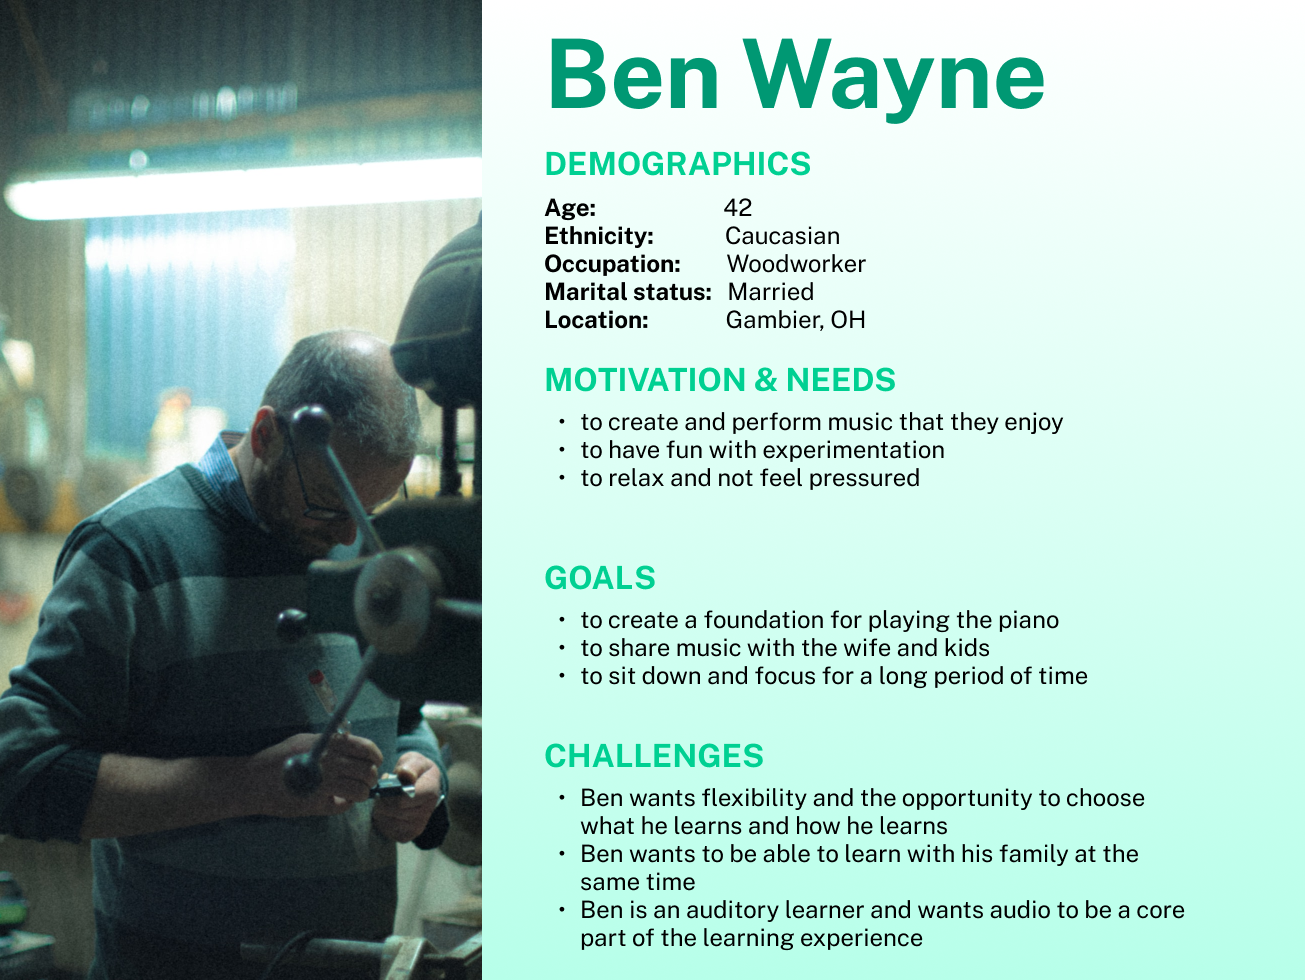 Ben Wayne
DEMOGRAPHICS
Age: 42
Ethnicity: Caucasian
Occupation: Woodworker
Marital status: Married
Location: Gambier, OH
MOTIVATION & NEEDS
• to create and perform music that they enjoy
• to have fun with experimentation
• to relax and not feel pressured
GOALS
• to create a foundation for playing the piano
• to share music with the wife and kids
• to sit down and focus for a long period of time
CHALLENGES
• Ben wants flexibility and the opportunity to choose
what he learns and how he learns
• Ben wants to be able to learn with his family at the
same time
• Ben is an auditory learner and wants audio to be a core
part of the learning experience